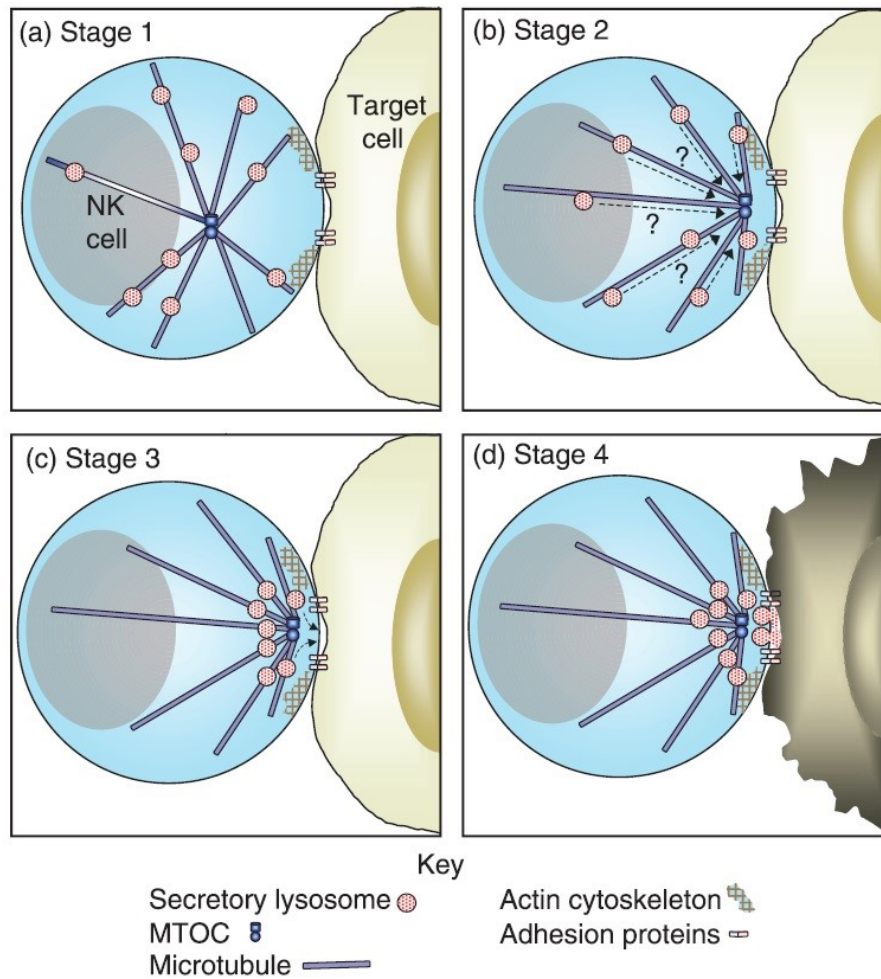 (a) Stage 1
Target
cell
NK
cell
(b) Stage 2
?
?
?
(c) Stage 3
(d) Stage 4
Key
Secretory lysosome
MTOC
Microtubule
Actin cytoskeleton
Adhesion proteins